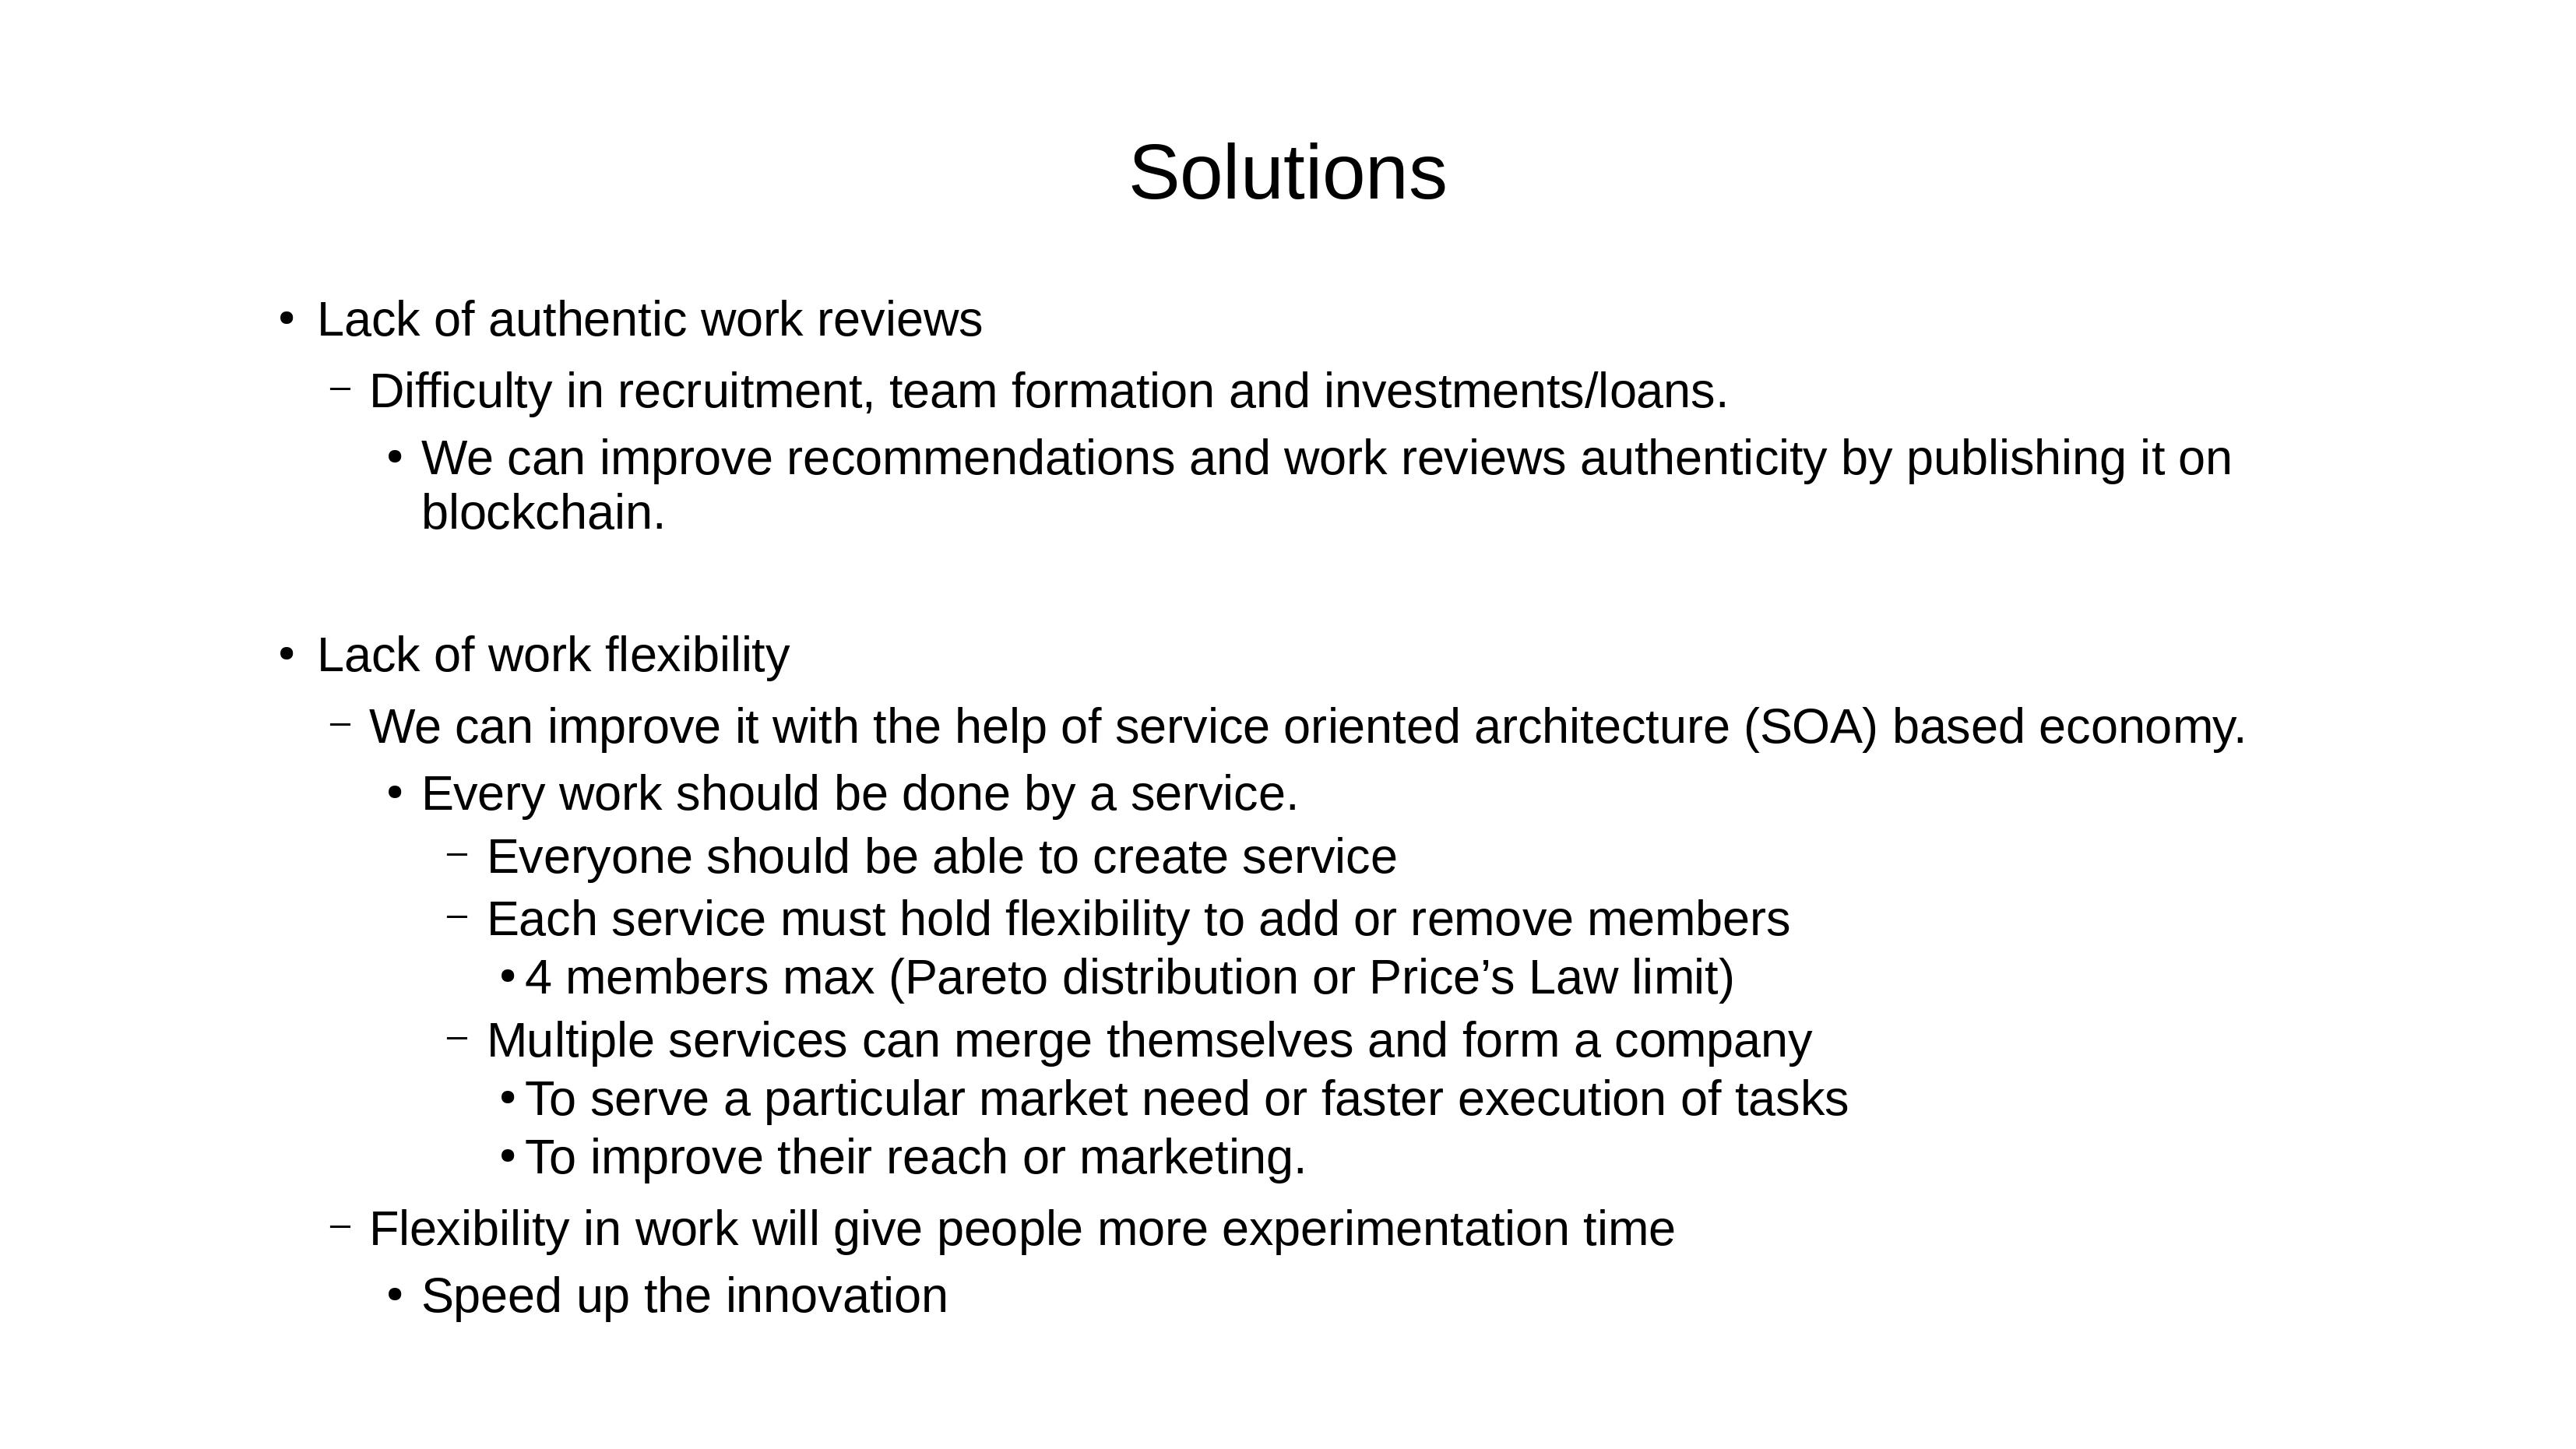 Solutions
• Lack of authentic work reviews
– Difficulty in recruitment, team formation and investments/loans.
• We can improve recommendations and work reviews authenticity by publishing it on
blockchain.
• Lack of work flexibility
– We can improve it with the help of service oriented architecture (SOA) based economy.
• Every work should be done by a service.
– Everyone should be able to create service
– Each service must hold flexibility to add or remove members
• 4 members max (Pareto distribution or Price’s Law limit)
– Multiple services can merge themselves and form a company
• To serve a particular market need or faster execution of tasks
• To improve their reach or marketing.
– Flexibility in work will give people more experimentation time
• Speed up the innovation